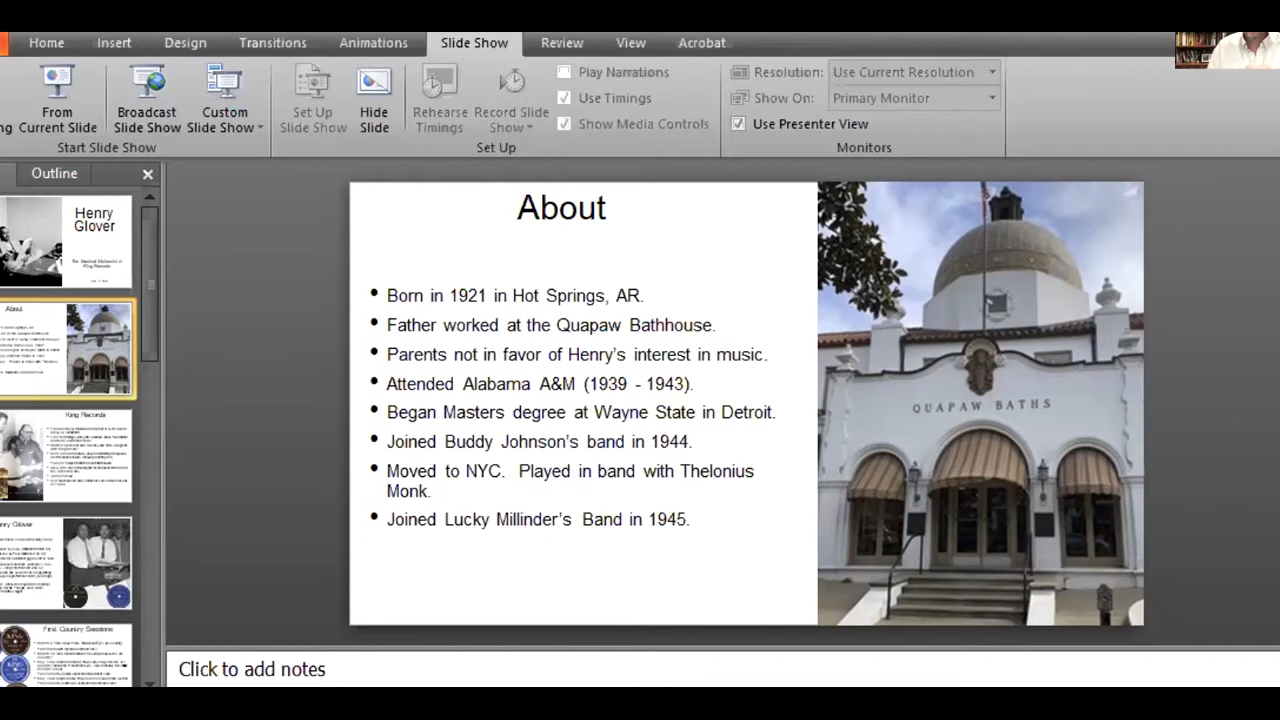 Home Insert Design Transitions Animations Slide Show Review View Acrobat
From Current Slide
Broadcast Slide Show
Custom Slide Show
Set Up Slide Show
Hide Slide
Rehearse Timings
Record Slide Show
Play Narrations
Use Timings
Show Media Controls
Resolution: Use Current Resolution
Show On: Primary Monitor
Use Presenter View
Start Slide Show
Set Up
Monitors
Outline
Henry
Glover
About
King Records
First Country Sessions
About
• Born in 1921 in Hot Springs, AR.
• Father worked at the Quapaw Bathhouse.
• Parents not in favor of Henry's interest in music.
• Attended Alabama A&M (1939 - 1943).
• Began Masters degree at Wayne State in Detroit.
• Joined Buddy Johnson's band in 1944.
• Moved to NYC. Played in band with Thelonius
Monk.
• Joined Lucky Millinder's Band in 1945.
QUAPAW BATHS
Click to add notes